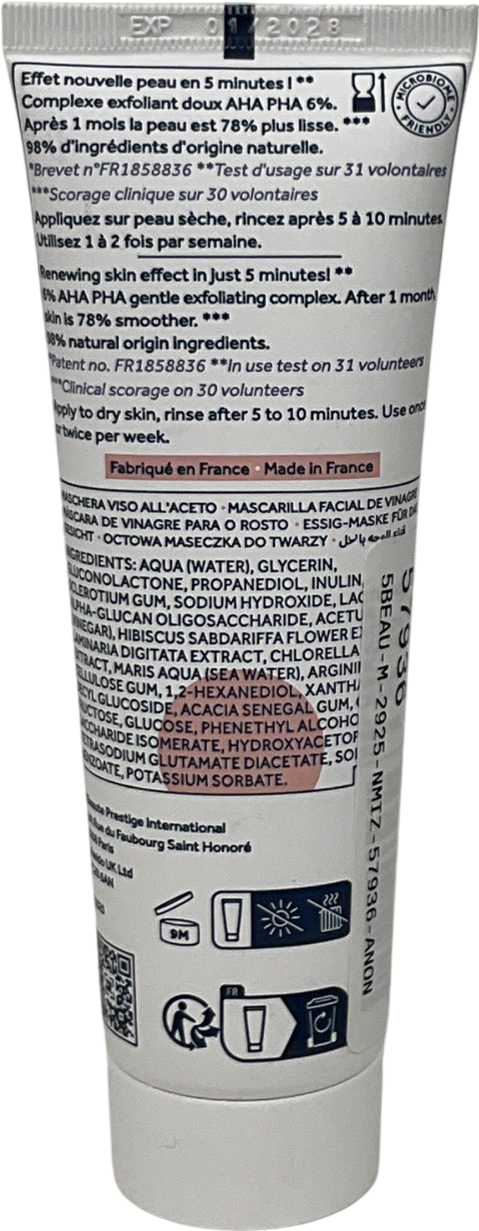 EXP 01/2028
Effet nouvelle peau en 5 minutes ! **
Complexe exfoliant doux AHA PHA 6%.
Après 1 mois la peau est 78% plus lisse. ***
98% d'ingrédients d'origine naturelle.
*Brevet n°FR1858836 **Test d'usage sur 31 volontaires
***Scorage clinique sur 30 volontaires
Appliquez sur peau sèche, rincez après 5 à 10 minutes.
Utilisez 1 à 2 fois par semaine.
MICROBIOME
FRIENDLY
Renewing skin effect in just 5 minutes! **
6% AHA PHA gentle exfoliating complex. After 1 month,
skin is 78% smoother. ***
98% natural origin ingredients.
*Patent no. FR1858836 **In use test on 31 volunteers
***Clinical scorage on 30 volunteers
Apply to dry skin, rinse after 5 to 10 minutes. Use once
or twice per week.
Fabriqué en France • Made in France
MASCHERA VISO ALL'ACETO • MASCARILLA FACIAL DE VINAGRE
MÁSCARA DE VINAGRE PARA O ROSTO • ESSIG-MASKE FÜR DAS
GESICHT • OCTOWA MASECZKA DO TWARZY •
INGREDIENTS: AQUA (WATER), GLYCERIN,
GLUCONOLACTONE, PROPANEDIOL, INULIN,
SCLEROTIUM GUM, SODIUM HYDROXIDE, LAC
ALPHA-GLUCAN OLIGOSACCHARIDE, ACETU
(VINEGAR), HIBISCUS SABDARIFFA FLOWER E
LAMINARIA DIGITATA EXTRACT, CHLORELLA
EXTRACT, MARIS AQUA (SEA WATER), ARGINI
CELLULOSE GUM, 1,2-HEXANEDIOL, XANTHA
DECYL GLUCOSIDE, ACACIA SENEGAL GUM,
FRUCTOSE, GLUCOSE, PHENETHYL ALCOHO
SACCHARIDE ISOMERATE, HYDROXYACETOP
TETRASODIUM GLUTAMATE DIACETATE, SO
BENZOATE, POTASSIUM SORBATE.
57936
5BEAU-M-2925-NMTZ-57936-ANON
Beauté Prestige International
Rue du Faubourg Saint Honoré
Paris
UK Ltd
9M
FR